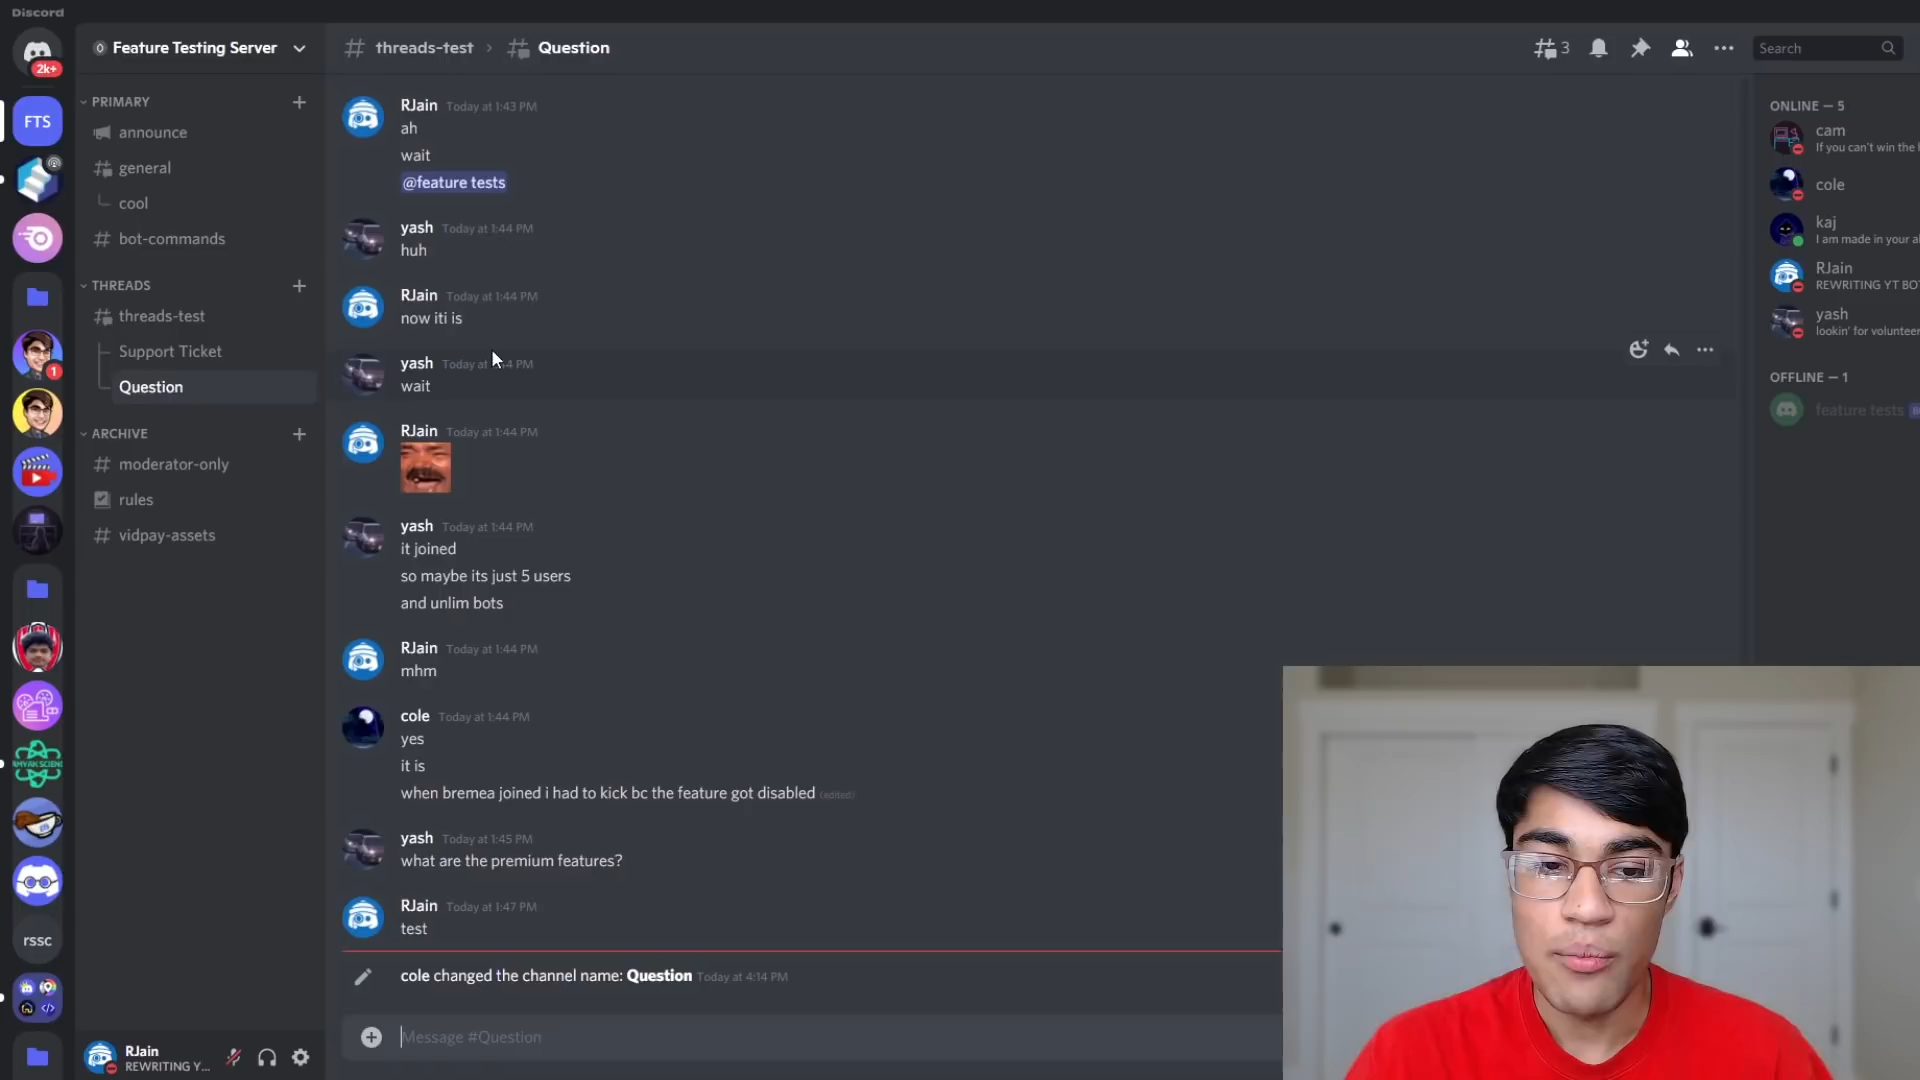 Discord
2k+
FTS
1
RMYAK SCIENC
rssc
Feature Testing Server
PRIMARY
announce
general
cool
bot-commands
THREADS
threads-test
Support Ticket
Question
ARCHIVE
moderator-only
rules
vidpay-assets
RJain
REWRITING Y...
threads-test > Question
3
Search
RJain Today at 1:43 PM
ah
wait
@feature tests
yash Today at 1:44 PM
huh
RJain Today at 1:44 PM
now iti is
yash Today at 1:44 PM
wait
RJain Today at 1:44 PM
yash Today at 1:44 PM
it joined
so maybe its just 5 users
and unlim bots
RJain Today at 1:44 PM
mhm
cole Today at 1:44 PM
yes
it is
when bremea joined i had to kick bc the feature got disabled (edited)
yash Today at 1:45 PM
what are the premium features?
RJain Today at 1:47 PM
test
cole changed the channel name: Question Today at 4:14 PM
Message #Question
ONLINE — 5
cam
If you can't win the
cole
kaj
I am made in your
RJain
REWRITING YT BO
yash
lookin' for volunteer
OFFLINE — 1
feature tests